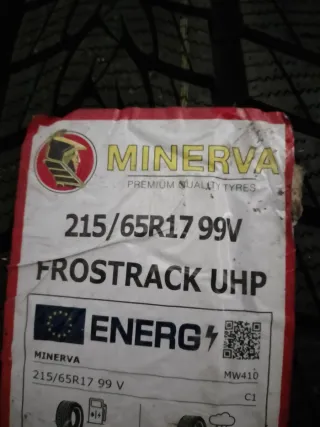 MINERVA
PREMIUM QUALITY TYRES
215/65R17 99V
FROSTRACK UHP
ENERG
MINERVA MW410
215/65R17 99 V C1